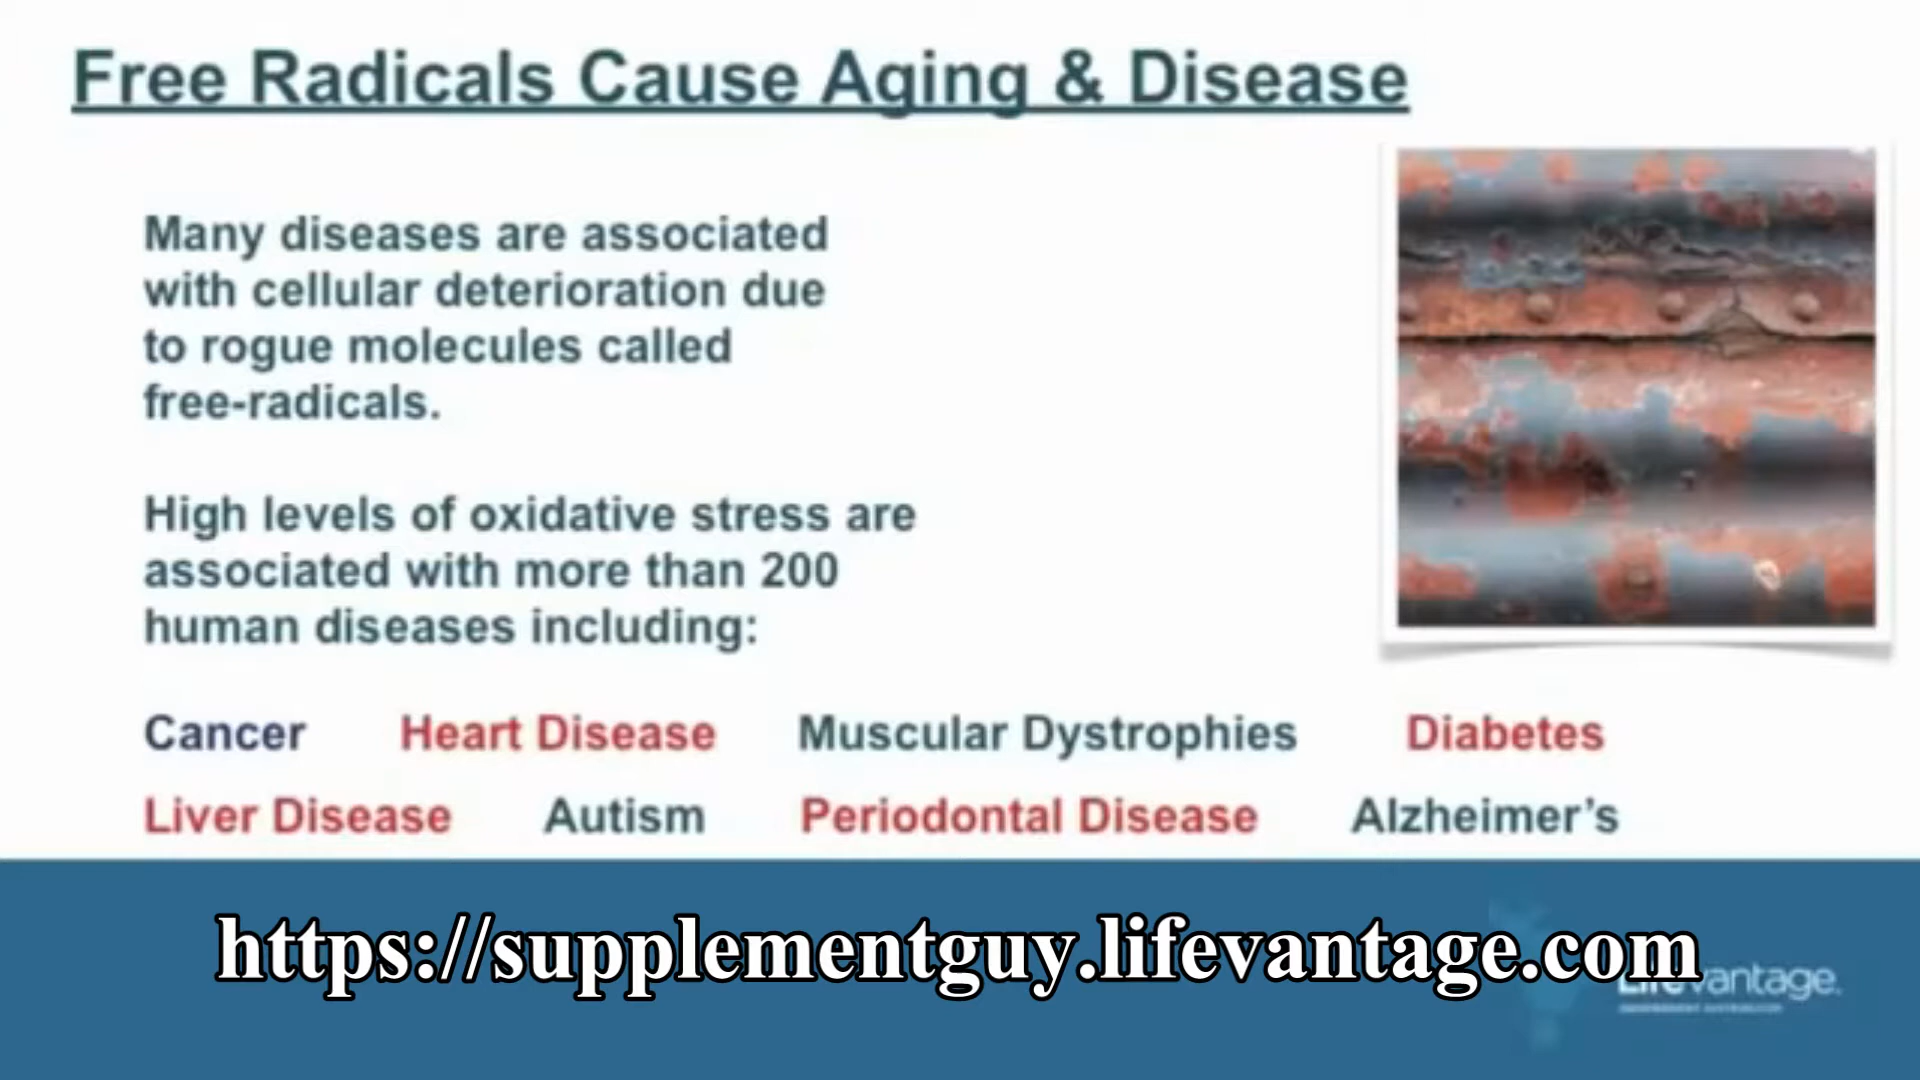 Free Radicals Cause Aging & Disease
Many diseases are associated
with cellular deterioration due
to rogue molecules called
free-radicals.
High levels of oxidative stress are
associated with more than 200
human diseases including:
Cancer Heart Disease Muscular Dystrophies Diabetes
Liver Disease Autism Periodontal Disease Alzheimer's
https://supplementguy.lifevantage.com
Lifevantage.